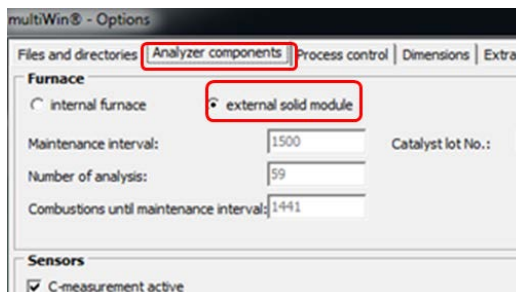 multiWin® - Options
Files and directories Analyzer components Process control Dimensions Extra
Furnace
internal furnace external solid module
Maintenance interval: 1500 Catalyst lot No.:
Number of analysis: 59
Combustions until maintenance interval: 1441
Sensors
C-measurement active